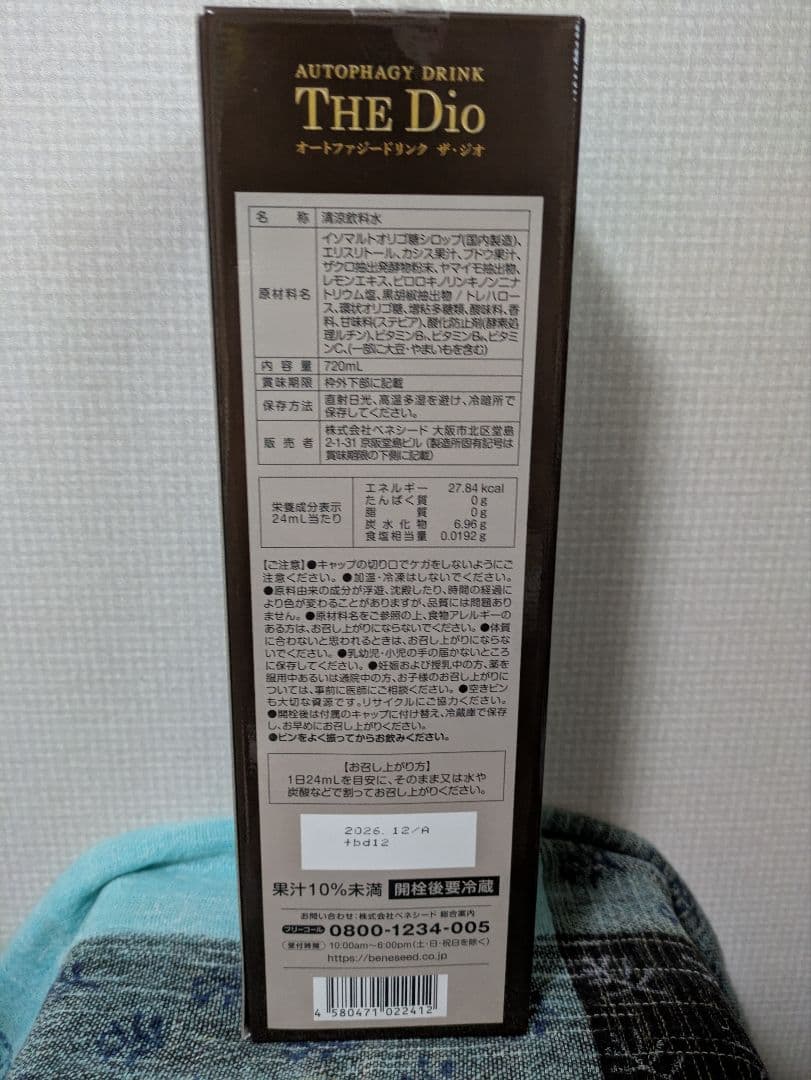 AUTOPHAGY DRINK
THE Dio
オートファジードリンク ザ・ジオ
名 称 清涼飲料水
原材料名 イソマルトオリゴ糖シロップ(国内製造)、
エリスリトール、カシス果汁、ブドウ果汁、
ザクロ抽出発酵物粉末、ヤマイモ抽出物、
レモンエキス、ピロロキノリンキノンニナ
トリウム塩、黒胡椒抽出物 / トレハロー
ス、環状オリゴ糖、増粘多糖類、酸味料、香
料、甘味料(ステビア)、酸化防止剤(酵素処
理ルチン)、ビタミンB₁、ビタミンB₆、ビタミ
ンC、(一部に大豆・やまいもを含む)
内 容 量 720mL
賞味期限 枠外下部に記載
保存方法 直射日光、高温多湿を避け、冷暗所で
保存してください。
販 売 者 株式会社ベネシード 大阪市北区堂島
2-1-31 京阪堂島ビル (製造所固有記号は
賞味期限の下側に記載)
栄養成分表示
24mL当たり
エネルギー 27.84 kcal
たんぱく質 0 g
脂 質 0 g
炭 水 化 物 6.96 g
食塩相当量 0.0192 g
【ご注意】●キャップの切り口でケガをしないようにご
注意ください。●加温・冷凍はしないでください。
●原料由来の成分が浮遊、沈殿したり、時間の経過に
より色が変わることがありますが、品質には問題あり
ません。●原材料名をご参照の上、食物アレルギーの
ある方は、お召し上がりにならないでください。●体質
に合わないと思われるときは、お召し上がりにならな
いでください。●乳幼児・小児の手の届かないところ
に保存してください。●妊娠および授乳中の方、薬を
服用中あるいは通院中の方、お子様のお召し上がりに
ついては、事前に医師にご相談ください。●空きビン
も大切な資源です。リサイクルにご協力ください。
●開栓後は付属のキャップに付け替え、冷蔵庫で保存
し、お早めにお召し上がりください。
●ビンをよく振ってからお飲みください。
【お召し上がり方】
1日24mLを目安に、そのまま又は水や
炭酸などで割ってお召し上がりください。
2026.12/A
+bd12
果汁10%未満 開栓後要冷蔵
お問い合わせ:株式会社ベネシード 総合案内
フリーコール 0800-1234-005
受付時間 10:00am〜6:00pm(土・日・祝日を除く)
https://beneseed.co.jp
4 580471 022412